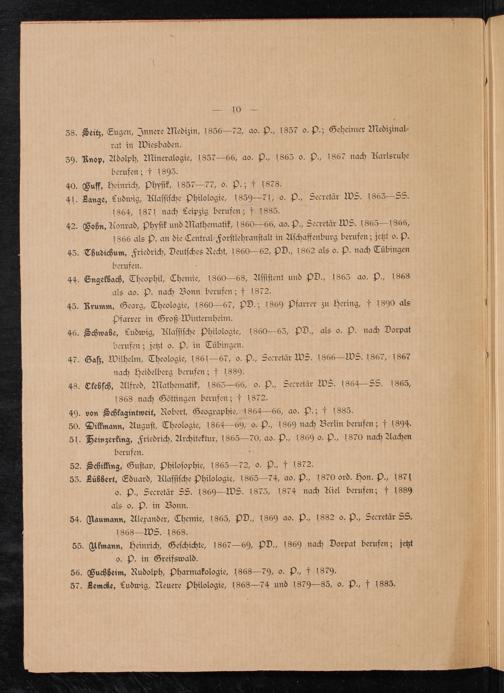 — 10 —
38. Seitz, Eugen, Innere Medizin, 1856—72, ao. P., 1857 o. P.; Geheimer Medizinal-
rat in Wiesbaden.
39. Knop, Adolph, Mineralogie, 1857—66, ao. P., 1863 o. P., 1867 nach Karlsruhe
berufen; † 1893.
40. Buff, Heinrich, Physik, 1837—77, o. P.; † 1878.
41. Lange, Ludwig, Klassische Philologie, 1859—71, o. P., Secretär WS. 1863—SS.
1864, 1871 nach Leipzig berufen; † 1885.
42. Bohn, Konrad, Physik und Mathematik, 1860—66, ao. P., Secretär WS. 1865—1866,
1866 als P. an die Central-Forstlehranstalt in Aschaffenburg berufen; jetzt o. P.
43. Thudichum, Friedrich, Deutsches Recht, 1860—62, PD., 1862 als o. P. nach Tübingen
berufen.
44. Engelbach, Theophil, Chemie, 1860—68, Assistent und PD., 1863 ao. P., 1868
als ao. P. nach Bonn berufen; † 1872.
45. Krumm, Georg, Theologie, 1860—67, PD.; 1869 Pfarrer zu Hering, † 1890 als
Pfarrer in Groß-Winternheim.
46. Schwabe, Ludwig, Klassische Philologie, 1860—63, PD., als o. P. nach Dorpat
berufen; jetzt o. P. in Tübingen.
47. Gaß, Wilhelm, Theologie, 1861—67, o. P., Secretär WS. 1866—WS. 1867, 1867
nach Heidelberg berufen; † 1889.
48. Clebsch, Alfred, Mathematik, 1863—66, o. P., Secretär WS. 1864—SS. 1865,
1868 nach Göttingen berufen; † 1872.
49. von Schlagintweit, Robert, Geographie, 1864—66, ao. P.; † 1885.
50. Dillmann, August, Theologie, 1864—69, o. P., 1869 nach Berlin berufen; † 1894.
51. Heinzerling, Friedrich, Architektur, 1865—70, ao. P., 1869 o. P., 1870 nach Aachen
berufen.
52. Schilling, Gustav, Philosophie, 1865—72, o. P., † 1872.
53. Lübbert, Eduard, Klassische Philologie, 1865—74, ao. P., 1870 ord. Hon. P., 1871
o. P., Secretär SS. 1869—WS. 1873, 1874 nach Kiel berufen; † 1889
als o. P. in Bonn.
54. Naumann, Alexander, Chemie, 1865, PD., 1869 ao. P., 1882 o. P., Secretär SS.
1868—WS. 1868.
55. Ulmann, Heinrich, Geschichte, 1867—69, PD., 1869 nach Dorpat berufen; jetzt
o. P. in Greifswald.
56. Buchheim, Rudolph, Pharmakologie, 1868—79, o. P., † 1879.
57. Lemcke, Ludwig, Neuere Philologie, 1868—74 und 1879—83, o. P., † 1883.